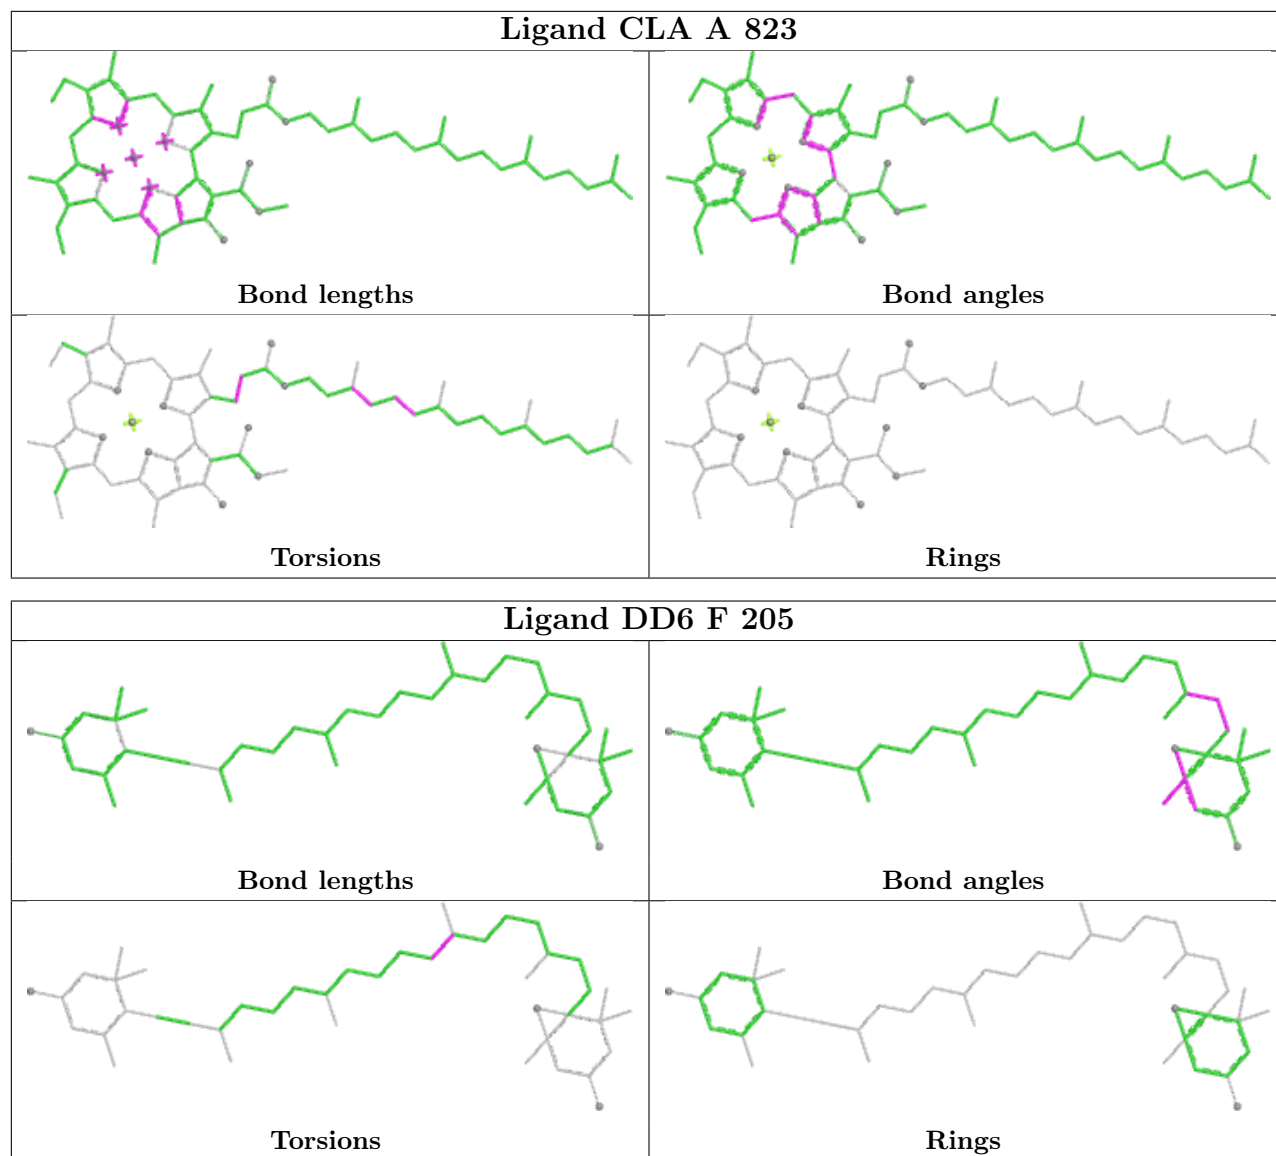 Ligand CLA A 823
Bond lengths
Bond angles
Torsions
Rings
Ligand DD6 F 205
Bond lengths
Bond angles
Torsions
Rings